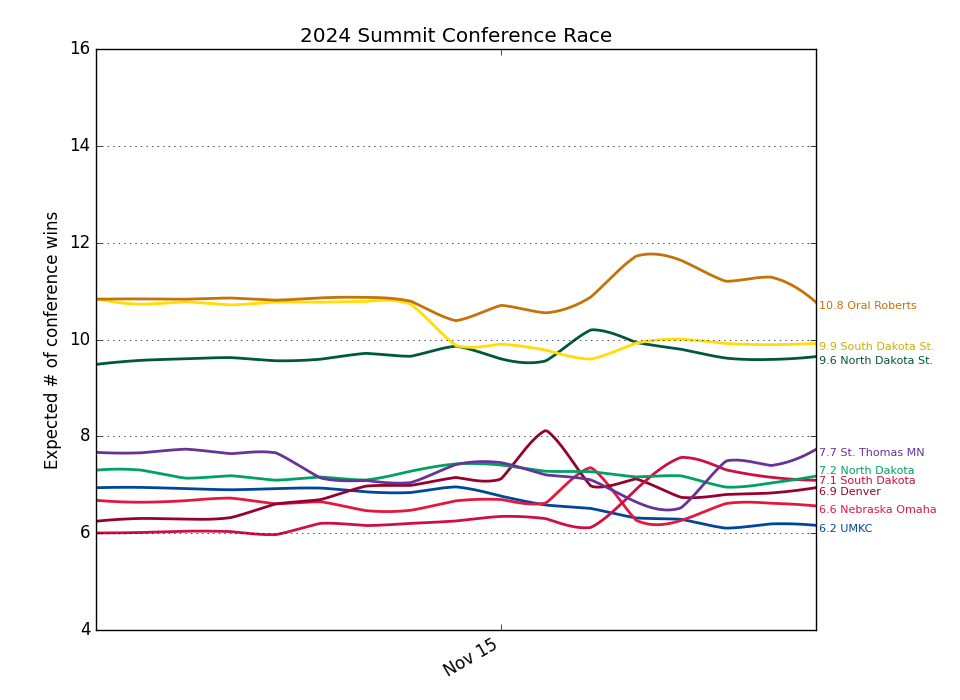 2024 Summit Conference Race
Expected # of conference wins
16
14
12
10
8
6
4
Nov 15
10.8 Oral Roberts
9.9 South Dakota St.
9.6 North Dakota St.
7.7 St. Thomas MN
7.2 North Dakota
7.1 South Dakota
6.9 Denver
6.6 Nebraska Omaha
6.2 UMKC